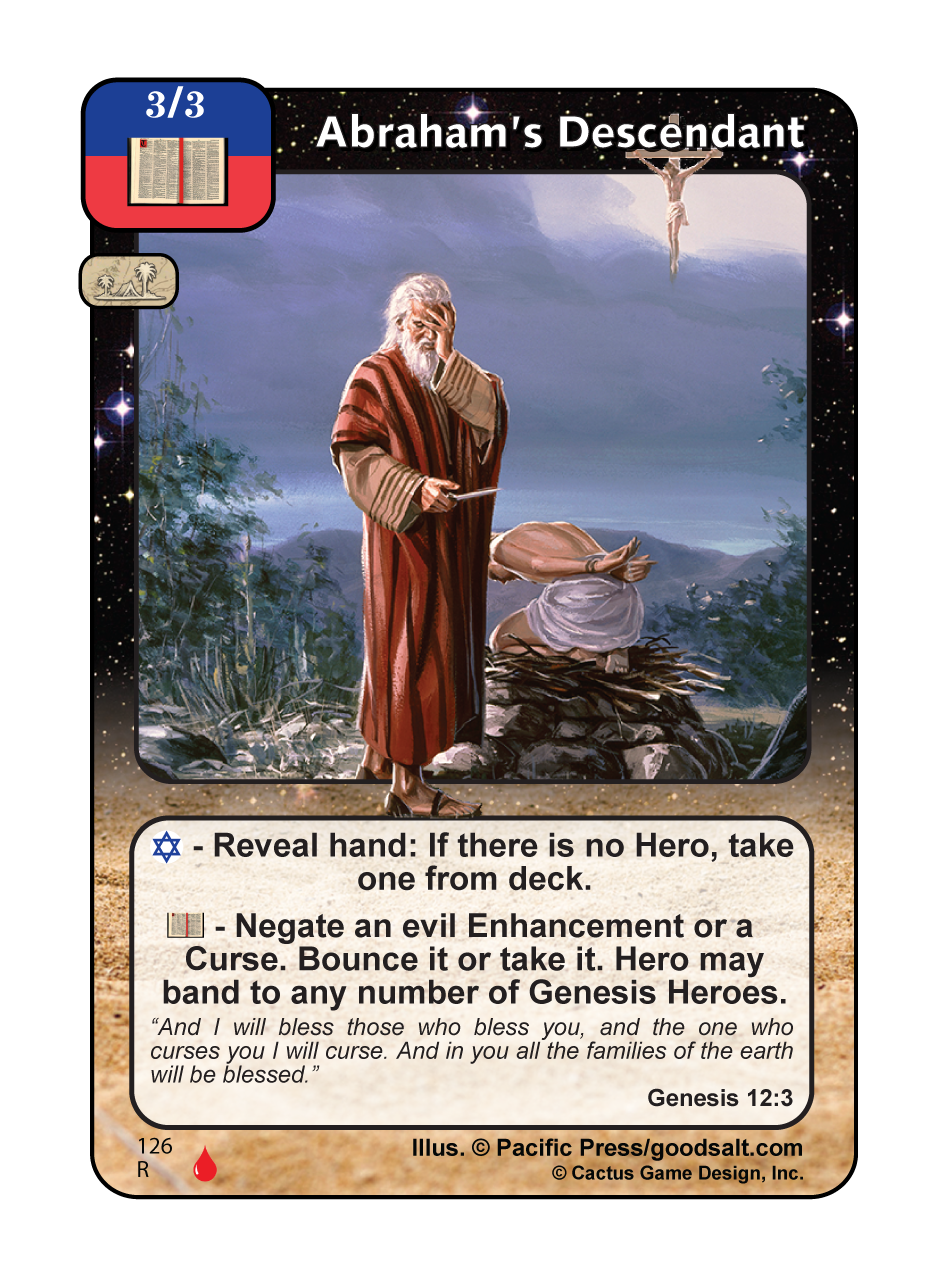 3/3
Abraham's Descendant
- Reveal hand: If there is no Hero, take
one from deck.
- Negate an evil Enhancement or a
Curse. Bounce it or take it. Hero may
band to any number of Genesis Heroes.
“And I will bless those who bless you, and the one who
curses you I will curse. And in you all the families of the earth
will be blessed.”
Genesis 12:3
126
R
Illus. © Pacific Press/goodsalt.com
© Cactus Game Design, Inc.